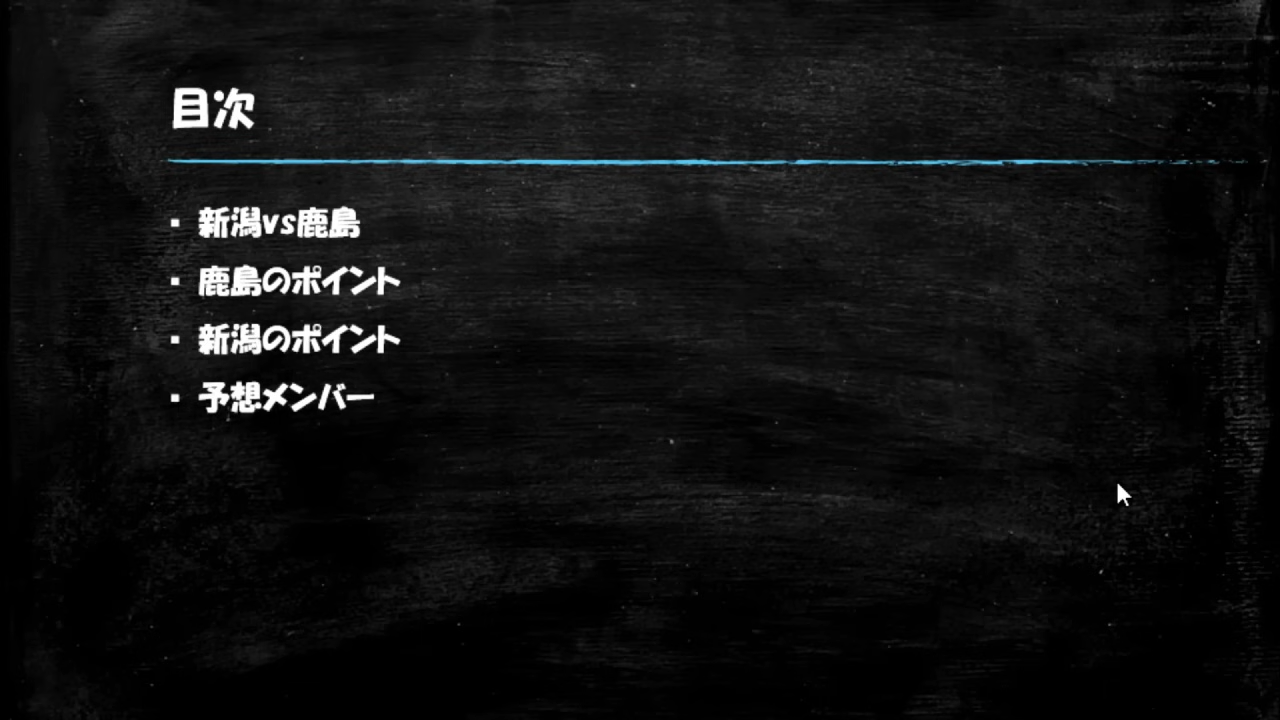 目次
▪ 新潟vs鹿島
▪ 鹿島のポイント
▪ 新潟のポイント
▪ 予想メンバー